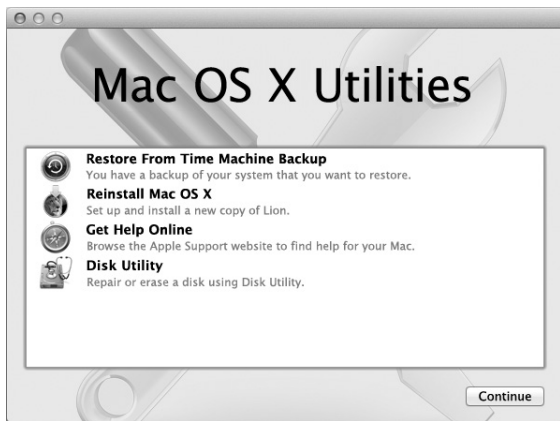 Mac OS X Utilities
Restore From Time Machine Backup
You have a backup of your system that you want to restore.
Reinstall Mac OS X
Set up and install a new copy of Lion.
Get Help Online
Browse the Apple Support website to find help for your Mac.
Disk Utility
Repair or erase a disk using Disk Utility.
Continue